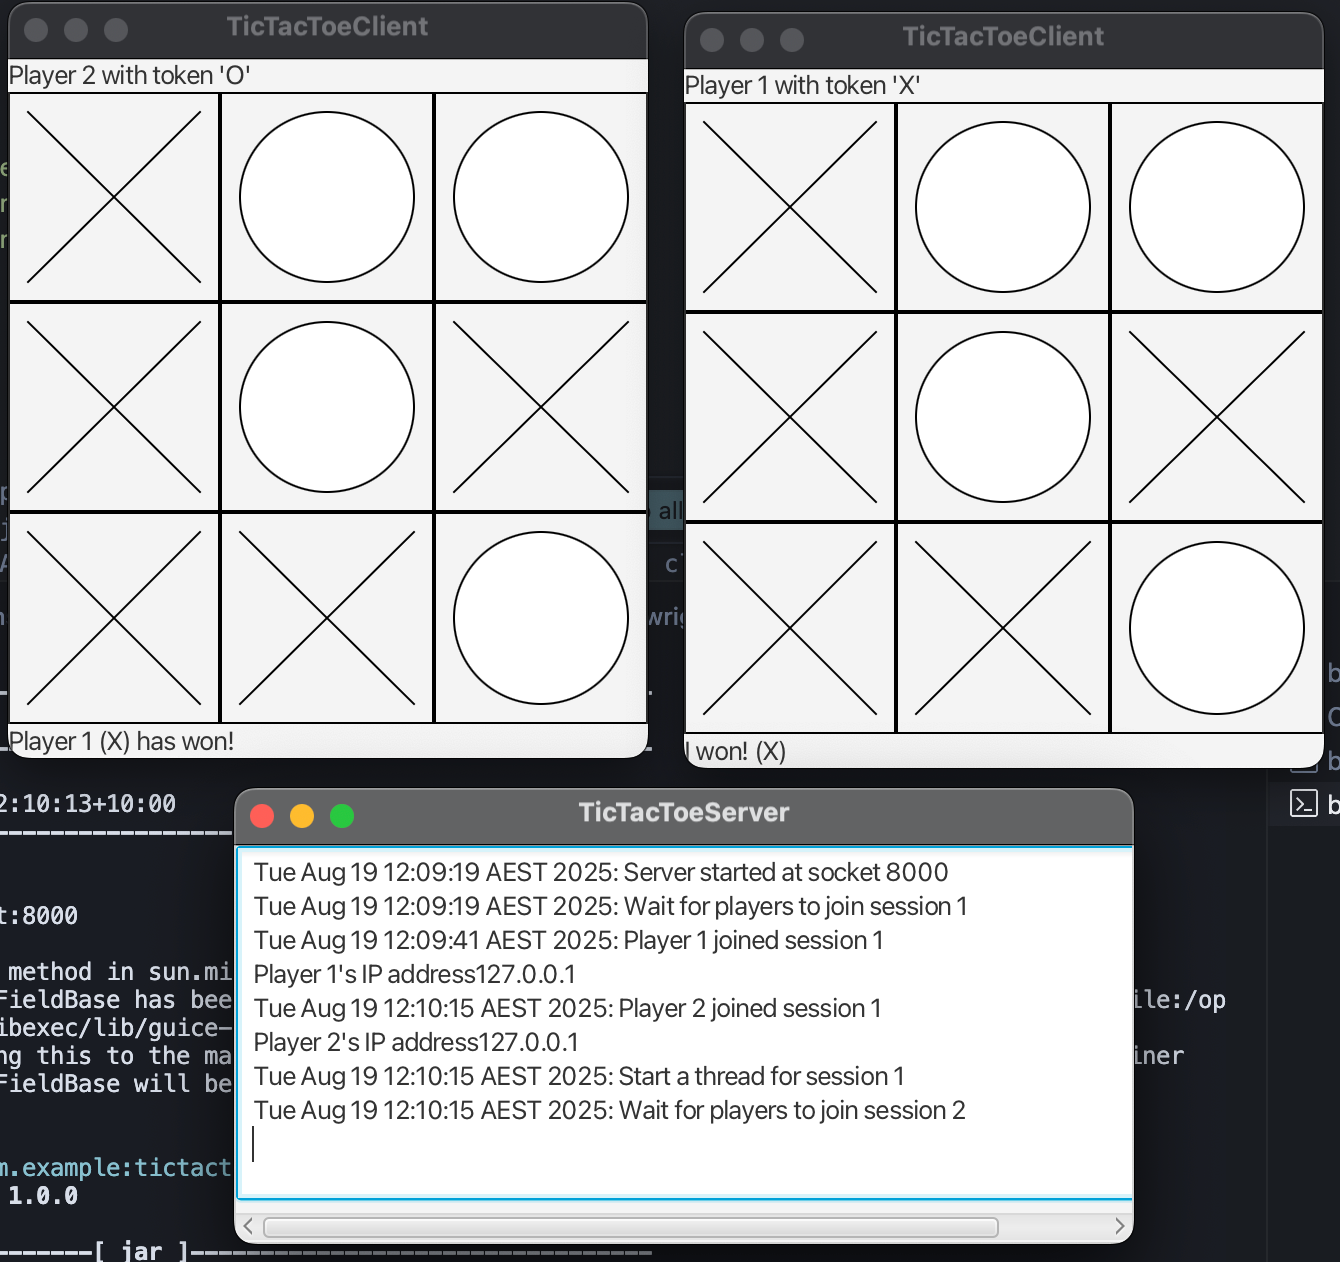 TicTacToeClient
Player 2 with token 'O'
Player 1 (X) has won!
TicTacToeClient
Player 1 with token 'X'
I won! (X)
all
c
2:10:13+10:00
t:8000
method in sun.mi
FieldBase has bee
ile:/op
ibexec/lib/guice-
ng this to the ma
iner
FieldBase will be
m.example:tictact
1.0.0
-------[ jar ]---------------------------------
TicTacToeServer
Tue Aug 19 12:09:19 AEST 2025: Server started at socket 8000
Tue Aug 19 12:09:19 AEST 2025: Wait for players to join session 1
Tue Aug 19 12:09:41 AEST 2025: Player 1 joined session 1
Player 1's IP address127.0.0.1
Tue Aug 19 12:10:15 AEST 2025: Player 2 joined session 1
Player 2's IP address127.0.0.1
Tue Aug 19 12:10:15 AEST 2025: Start a thread for session 1
Tue Aug 19 12:10:15 AEST 2025: Wait for players to join session 2